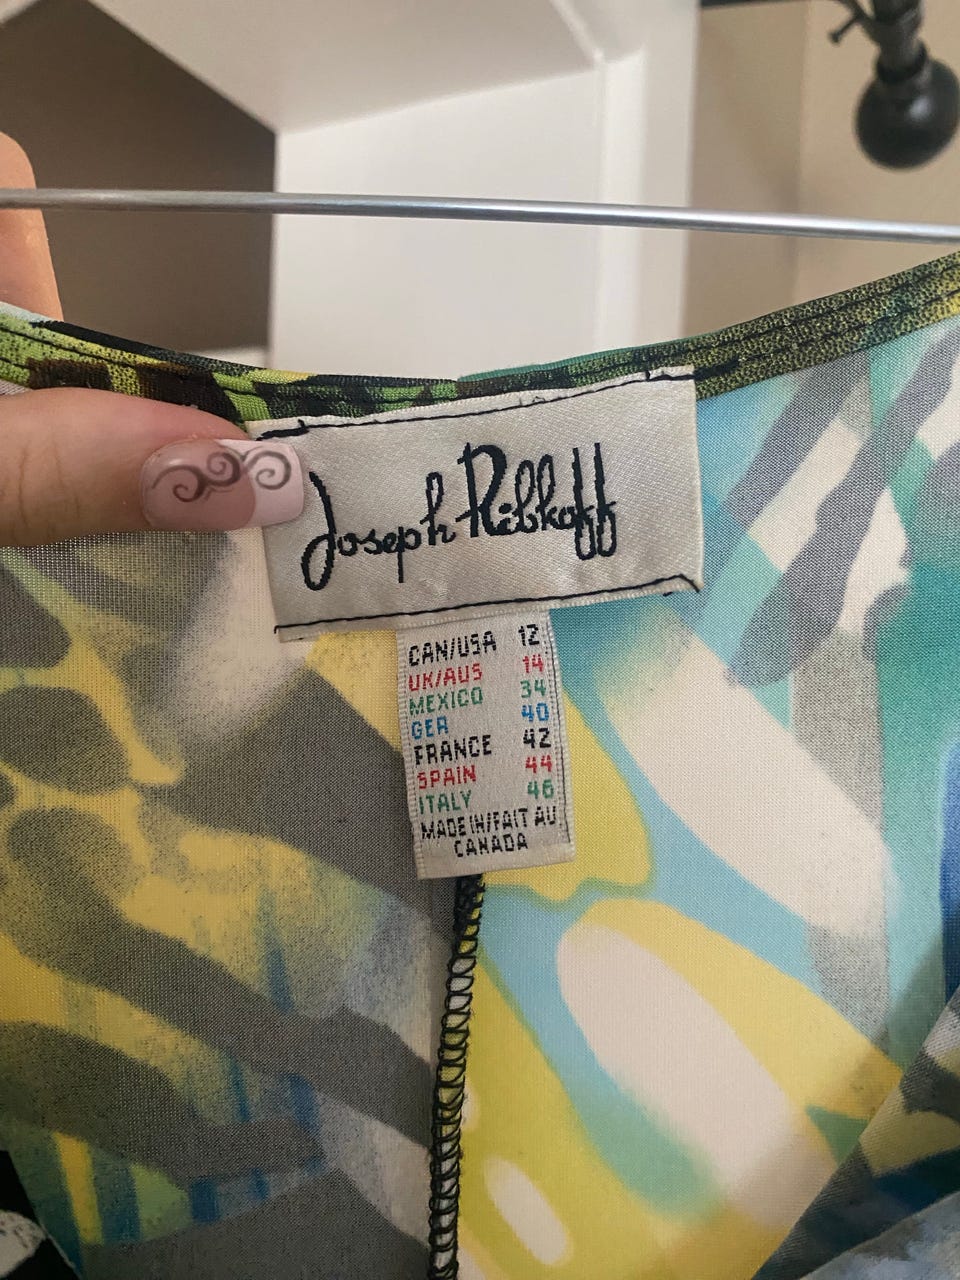 Joseph Ribkoff
CAN/USA 12
UK/AUS 14
MEXICO 34
GER 40
FRANCE 42
SPAIN 44
ITALY 46
MADE IN/FAIT AU
CANADA